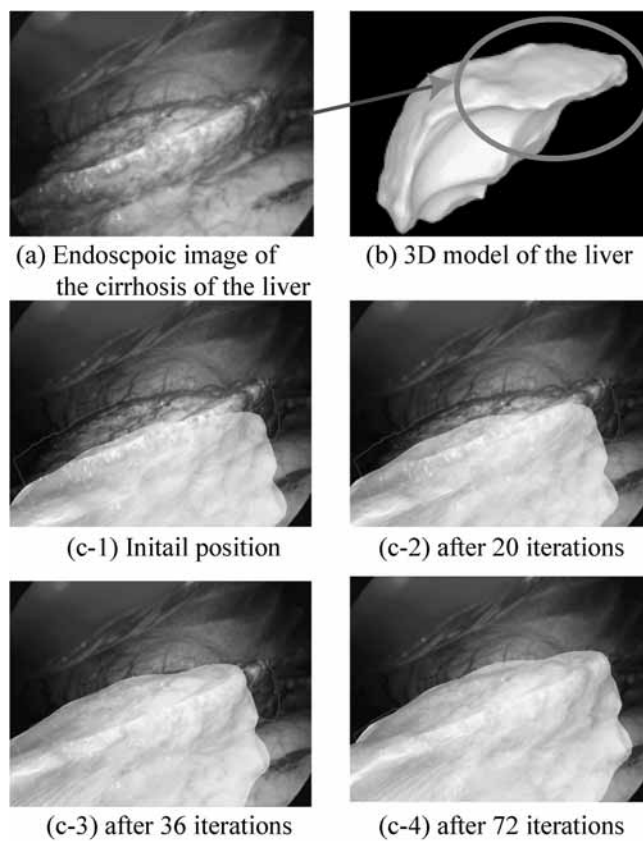 (a) Endoscpoic image of
the cirrhosis of the liver
(b) 3D model of the liver
(c-1) Initail position
(c-2) after 20 iterations
(c-3) after 36 iterations
(c-4) after 72 iterations